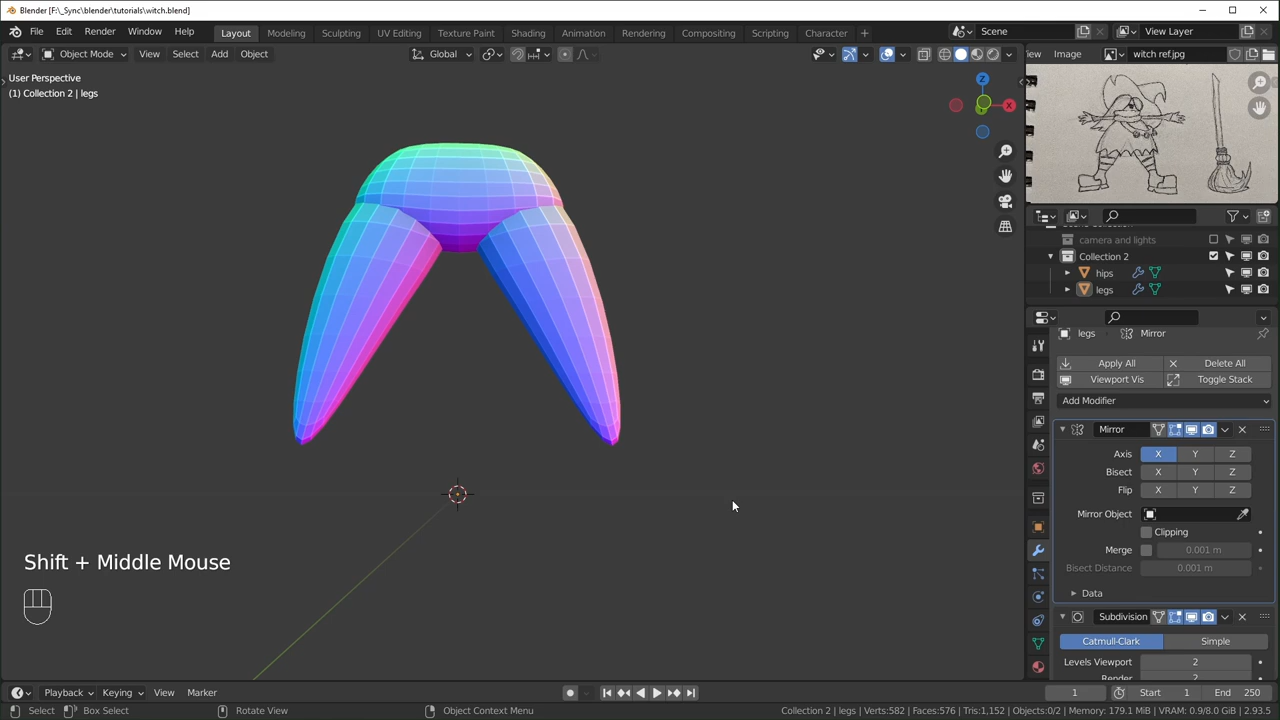 Blender [F:\_Sync\blender\tutorials\witch.blend]
File Edit Render Window Help
Layout Modeling Sculpting UV Editing Texture Paint Shading Animation Rendering Compositing Scripting Character +
Scene
View Layer
Object Mode View Select Add Object
Global
iew Image witch ref.jpg
User Perspective
(1) Collection 2 | legs
Z
X
camera and lights
Collection 2
hips
legs
legs > Mirror
Apply All
Delete All
Viewport Vis
Toggle Stack
Add Modifier
Mirror
Axis X Y Z
Bisect X Y Z
Flip X Y Z
Mirror Object
Clipping
Merge 0.001 m
Bisect Distance 0.001 m
Data
Subdivision
Catmull-Clark Simple
Levels Viewport 2
Shift + Middle Mouse
Playback Keying View Marker
1 Start 1 End 250
Select Box Select Rotate View Object Context Menu
Collection 2 | legs | Verts:582 | Faces:576 | Tris:1,152 | Objects:0/2 | Memory: 179.1 MiB | VRAM: 0.9/8.0 GiB | 2.93.5